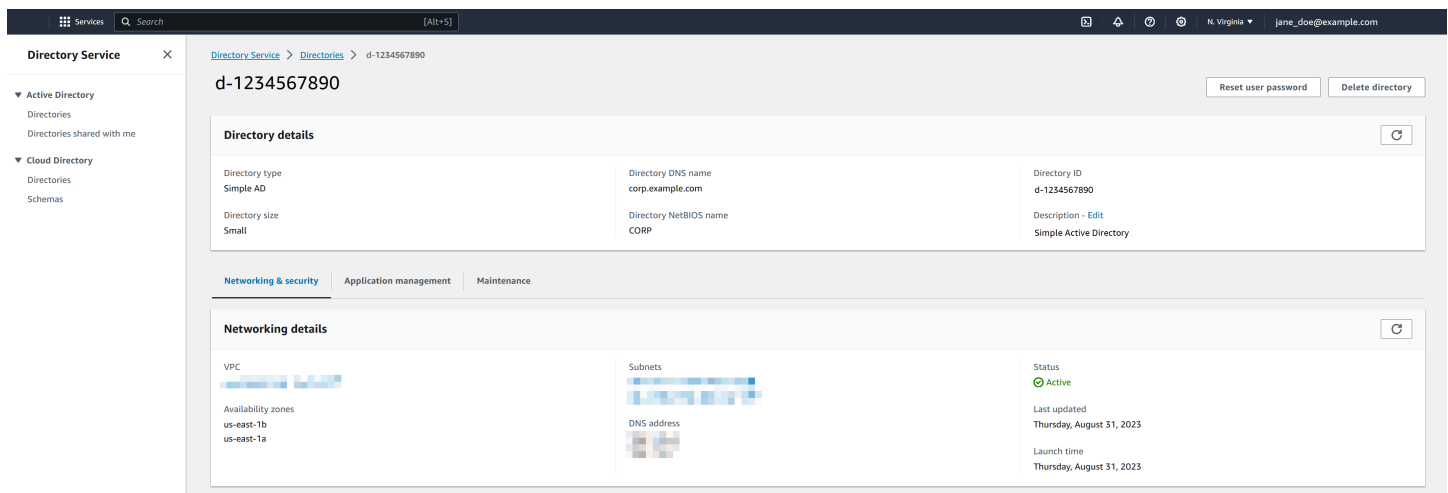 Services
Search
[Alt+S]
N. Virginia ▼
jane_doe@example.com
Directory Service
Active Directory
Directories
Directories shared with me
Cloud Directory
Directories
Schemas
Directory Service > Directories > d-1234567890
d-1234567890
Reset user password
Delete directory
Directory details
Directory type
Simple AD
Directory size
Small
Directory DNS name
corp.example.com
Directory NetBIOS name
CORP
Directory ID
d-1234567890
Description - Edit
Simple Active Directory
Networking & security
Application management
Maintenance
Networking details
VPC
Availability zones
us-east-1b
us-east-1a
Subnets
DNS address
Status
Active
Last updated
Thursday, August 31, 2023
Launch time
Thursday, August 31, 2023